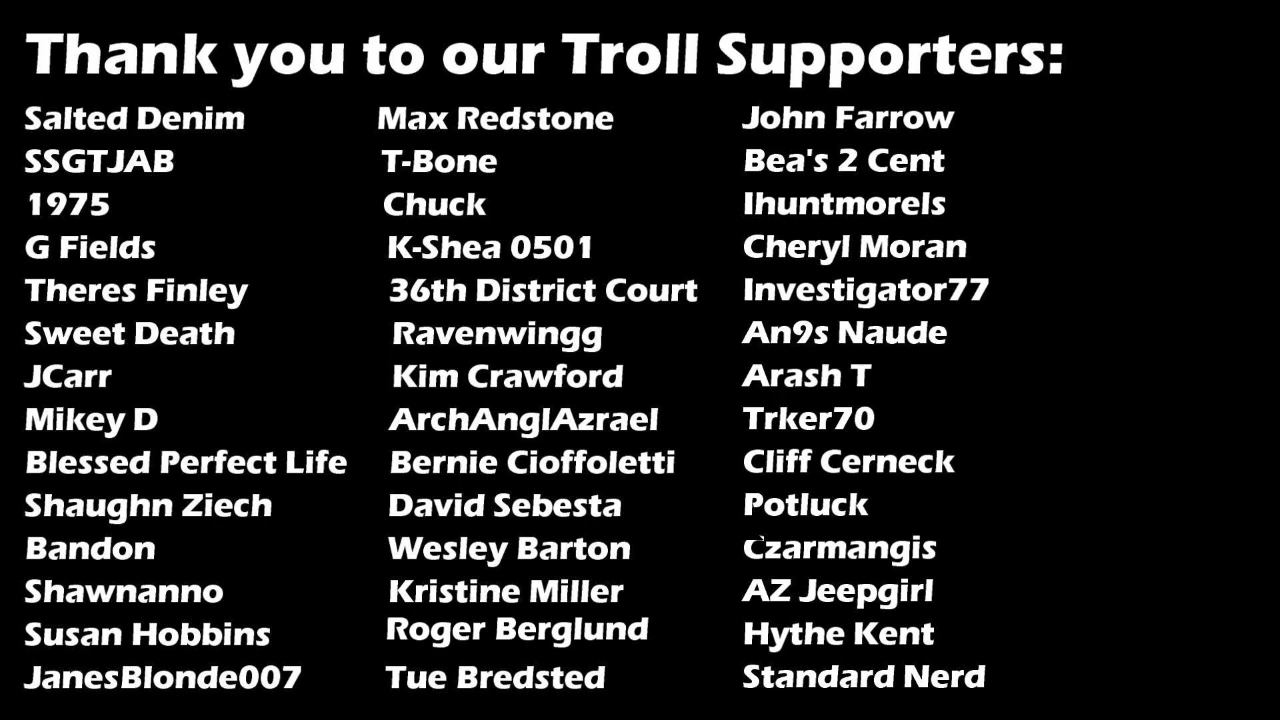 Thank you to our Troll Supporters:
Salted Denim
SSGTJAB
1975
G Fields
Theres Finley
Sweet Death
JCarr
Mikey D
Blessed Perfect Life
Shaughn Ziech
Bandon
Shawnanno
Susan Hobbins
JanesBlonde007
Max Redstone
T-Bone
Chuck
K-Shea 0501
36th District Court
Ravenwingg
Kim Crawford
ArchAnglAzrael
Bernie Cioffoletti
David Sebesta
Wesley Barton
Kristine Miller
Roger Berglund
Tue Bredsted
John Farrow
Bea's 2 Cent
Ihuntmorels
Cheryl Moran
Investigator77
An9s Naude
Arash T
Trker70
Cliff Cerneck
Potluck
Czarmangis
AZ Jeepgirl
Hythe Kent
Standard Nerd